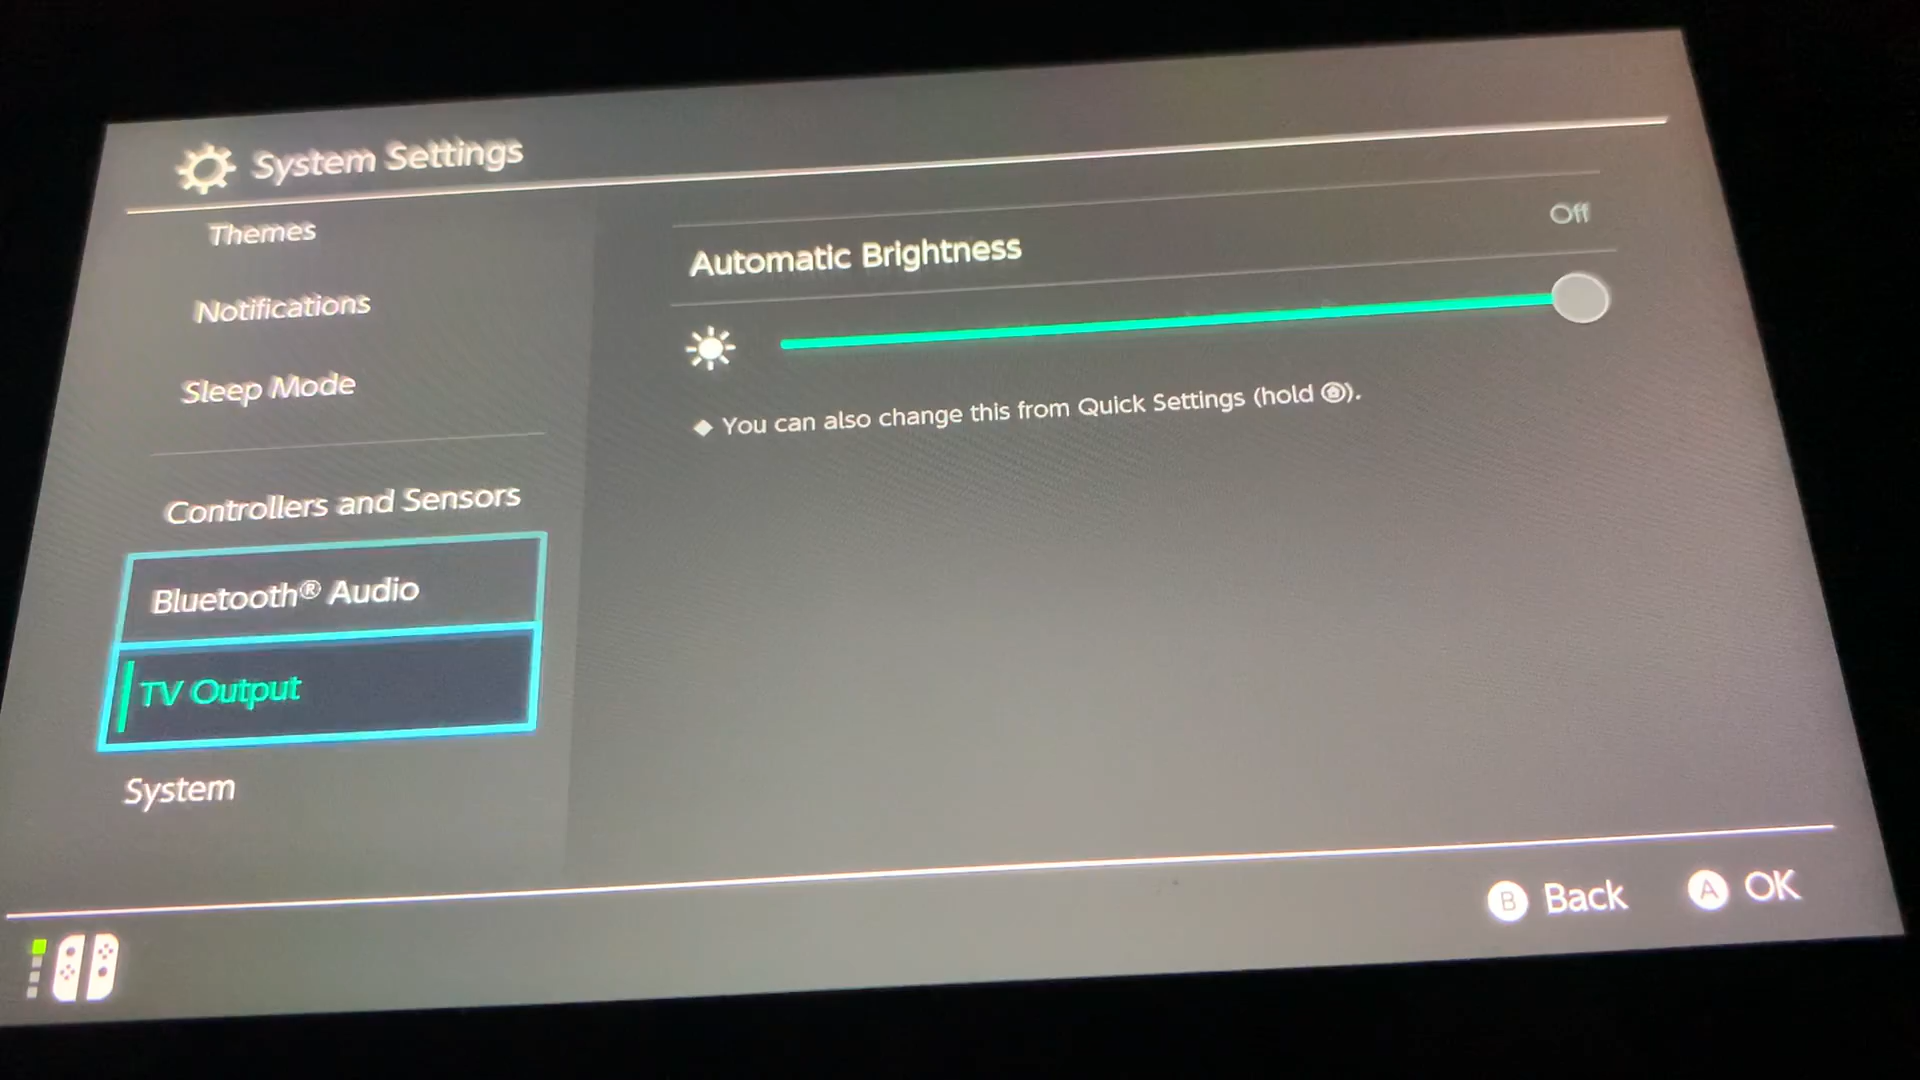 System Settings
Themes
Notifications
Sleep Mode
Controllers and Sensors
Bluetooth® Audio
TV Output
System
Automatic Brightness
Off
◆ You can also change this from Quick Settings (hold ).
B Back
A OK